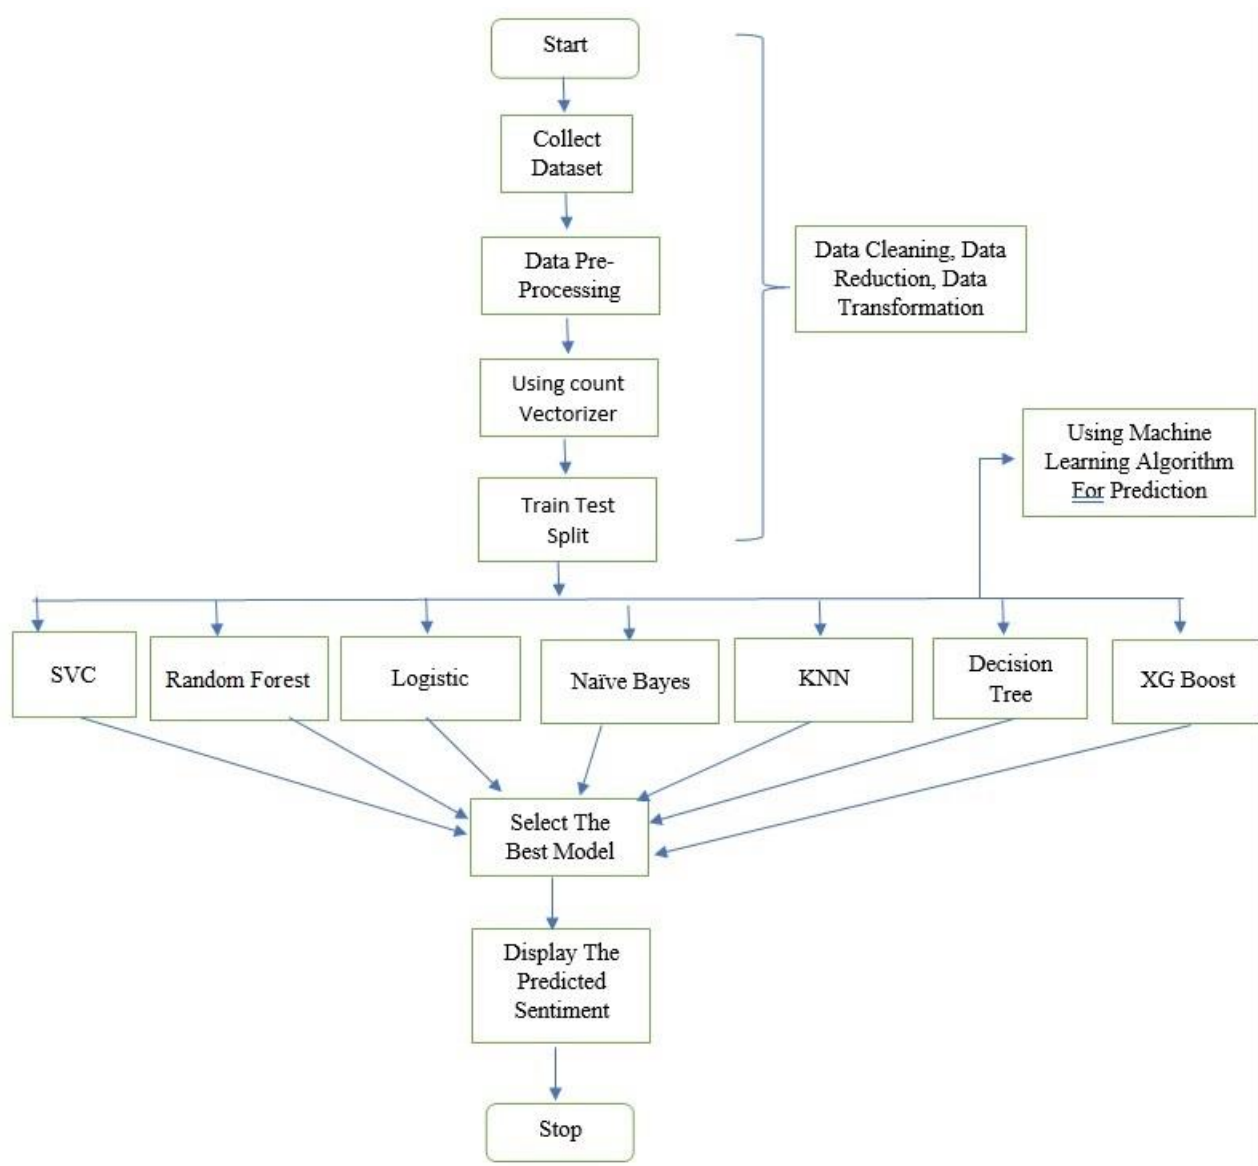 Start
Collect
Dataset
Data Pre-
Processing
Data Cleaning, Data
Reduction, Data
Transformation
Using count
Vectorizer
Using Machine
Learning Algorithm
For Prediction
Train Test
Split
SVC
Random Forest
Logistic
Naïve Bayes
KNN
Decision
Tree
XG Boost
Select The
Best Model
Display The
Predicted
Sentiment
Stop